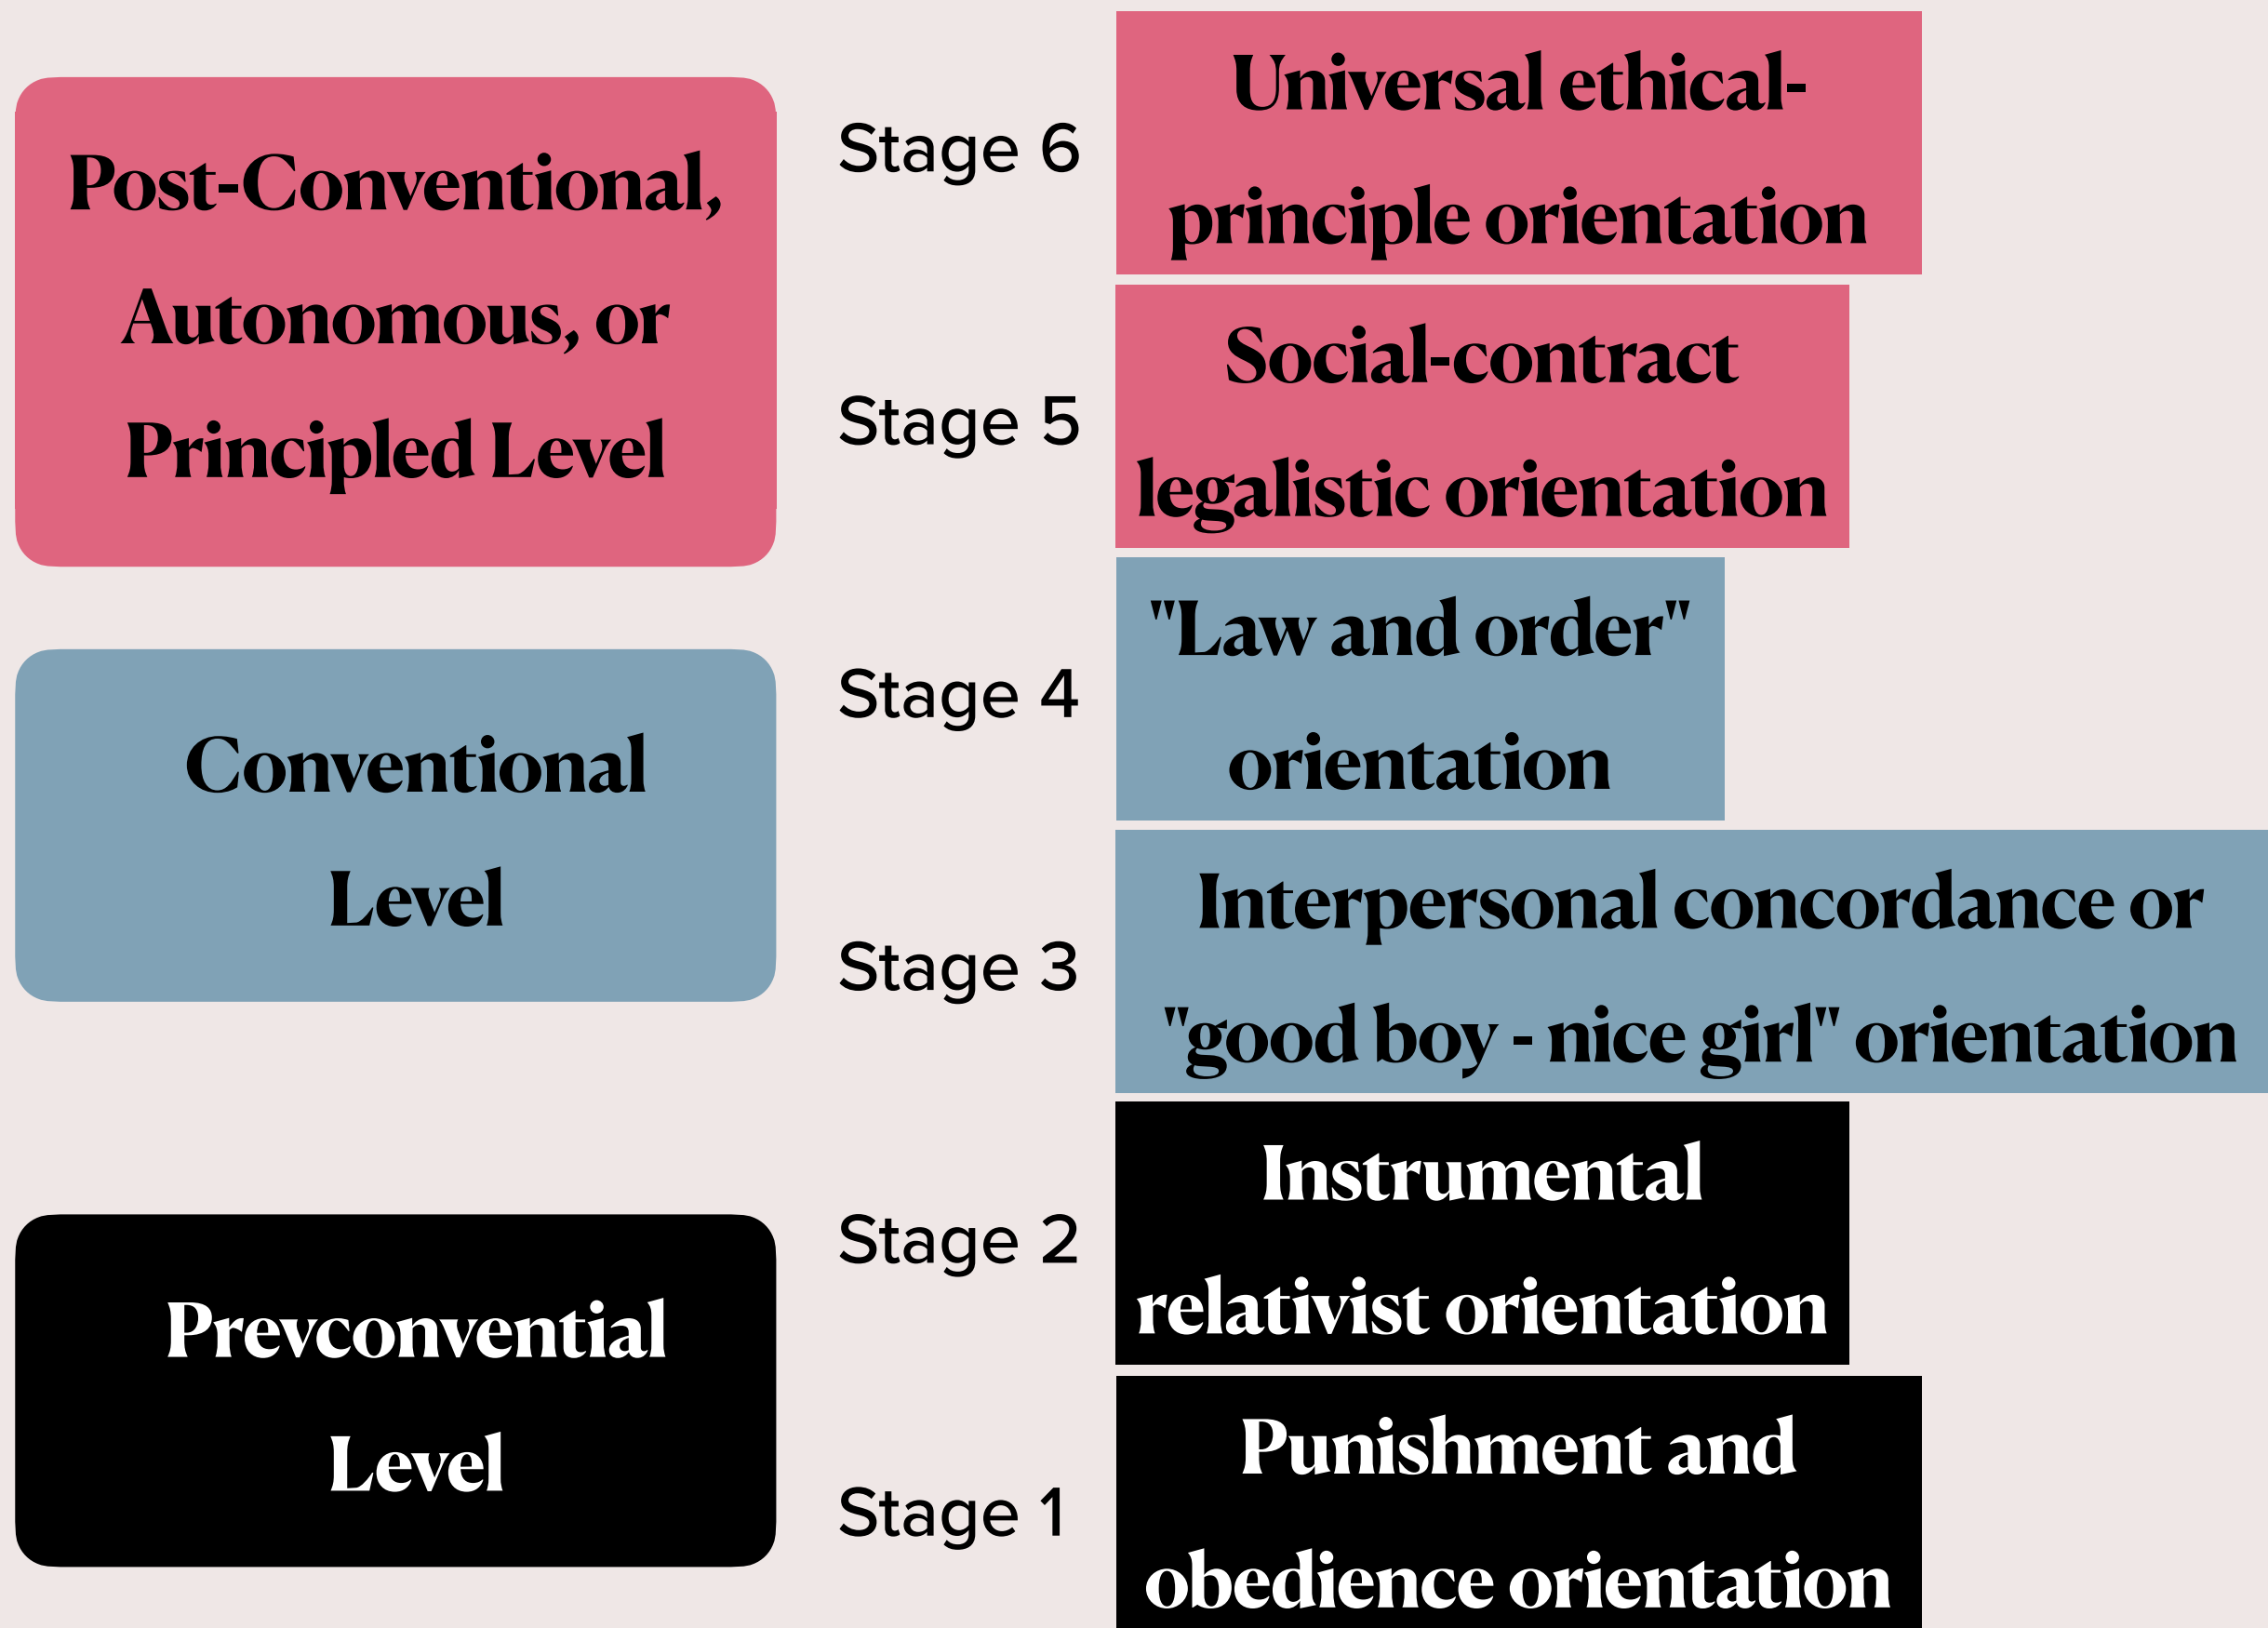 Post-Conventional,
Autonomous, or
Principled Level
Stage 6
Universal ethical-
principle orientation
Stage 5
Social-contract
legalistic orientation
Conventional
Level
Stage 4
"Law and order"
orientation
Stage 3
Interpersonal concordance or
"good boy - nice girl" orientation
Prevconvential
Level
Stage 2
Instrumental
relativist orientation
Stage 1
Punishment and
obedience orientation